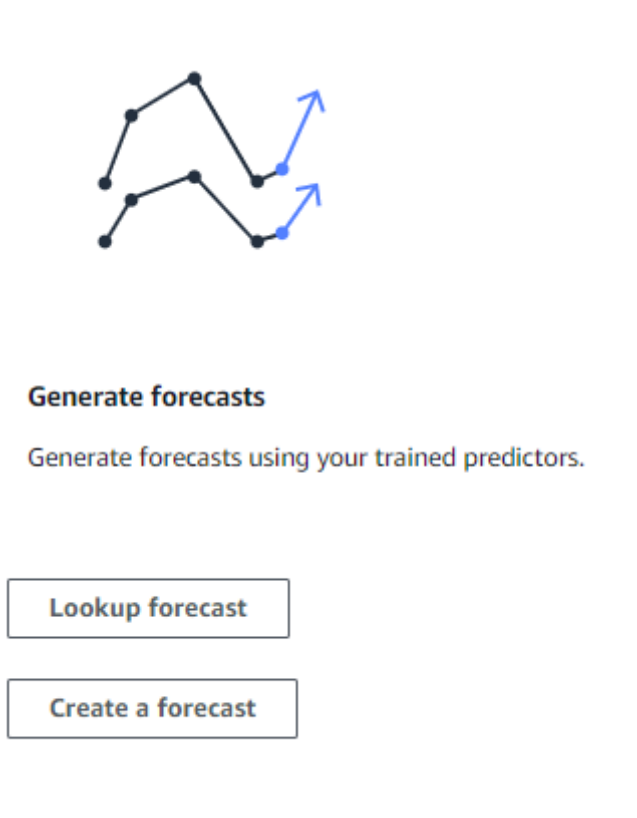 Generate forecasts
Generate forecasts using your trained predictors.
Lookup forecast
Create a forecast